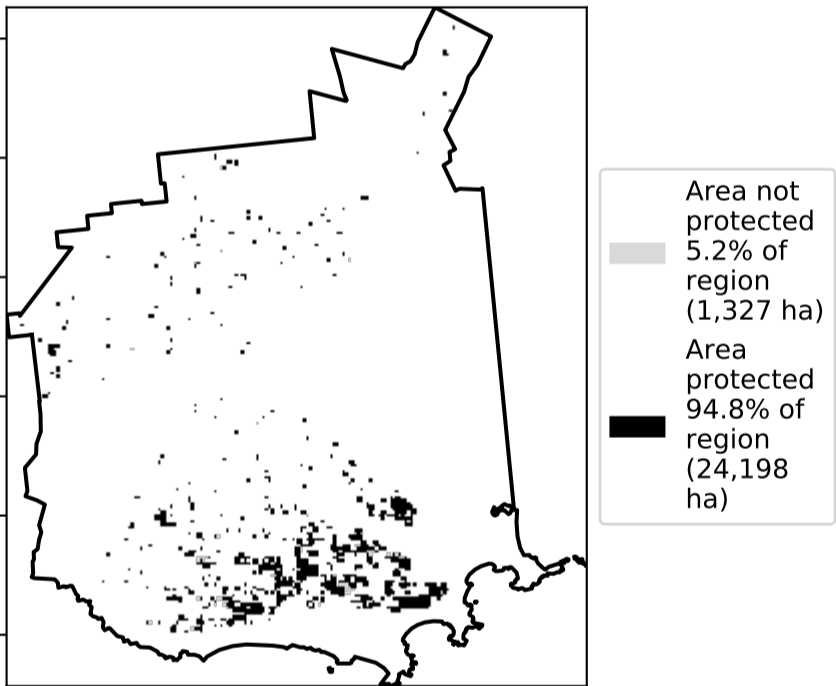 Area not
protected
5.2% of
region
(1,327 ha)
Area
protected
94.8% of
region
(24,198
ha)